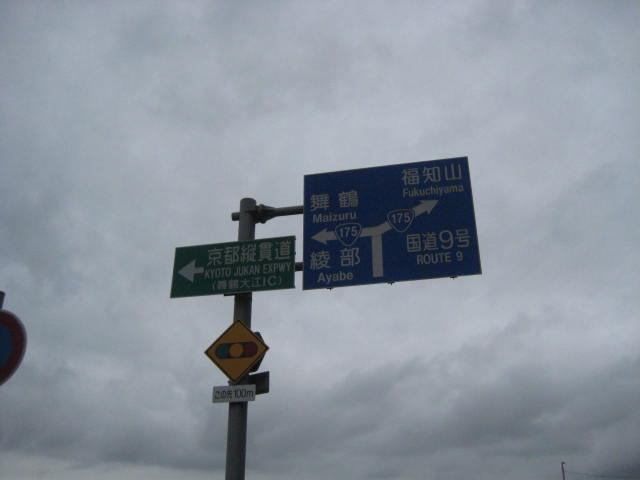 福知山
Fukuchiyama
舞鶴
Maizuru
175
175
綾部
Ayabe
国道9号
ROUTE 9
京都縦貫道
KYOTO JUKAN EXPWY
(舞鶴大江IC)
この先100m